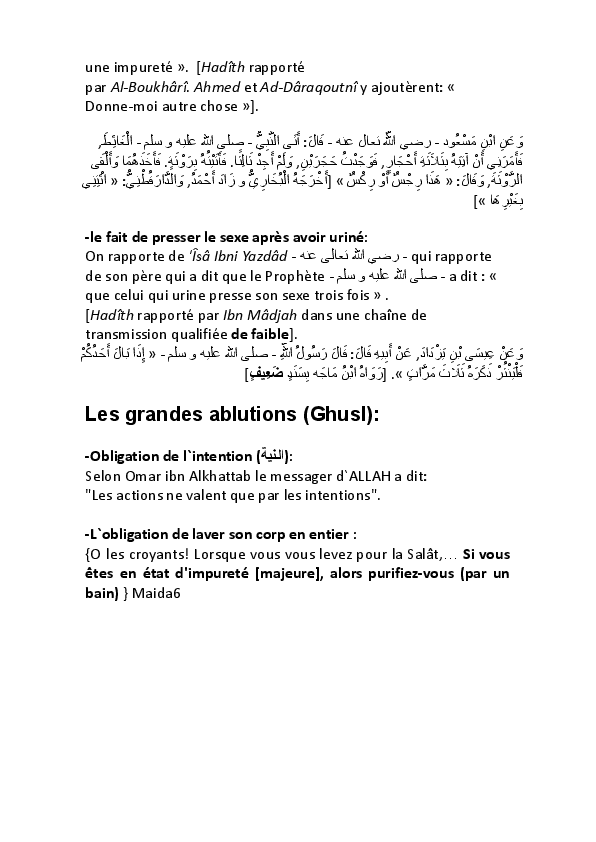 une impureté ». [Hadîth rapporté
par Al-Boukhârî. Ahmed et Ad-Dâraqoutnî y ajoutèrent: «
Donne-moi autre chose »].
وَعَنِ ابْنِ مَسْعُودٍ - رضي الله تعال عنه - قَالَ: أَتَى النَّبِيُّ - صلى الله عليه و سلم - الْغَائِطَ,
فَأَمَرَنِي أَنْ آتِيَهُ بِثَلَاثَةِ أَحْجَارٍ, فَوَجَدْتُ حَجَرَيْنِ, وَلَمْ أَجِدْ ثَالِثًا. فَأَتَيْتُهُ بِرَوْثَةٍ. فَأَخَذَهُمَا وَأَلْقَى
الرَّوْثَةَ, وَقَالَ: « هَذَا رِجْسٌ أَوْ رِكْسٌ » [أَخْرَجَهُ الْبُخَارِيُّ و زَادَ أَحْمَدُ, وَالدَّارَقُطْنِيُّ: « ائْتِنِي
بِغَيْرِهَا »]
-le fait de presser le sexe après avoir uriné:
On rapporte de ‘Îsâ Ibni Yazdâd - رضي الله تعالى عنه - qui rapporte
de son père qui a dit que le Prophète - صلى الله عليه و سلم - a dit : «
que celui qui urine presse son sexe trois fois » .
[Hadîth rapporté par Ibn Mâdjah dans une chaîne de
transmission qualifiée de faible].
وَعَنْ عِيسَى بْنِ يَزْدَادَ, عَنْ أَبِيهِ قَالَ: قَالَ رَسُولُ اللَّهِ - صلى الله عليه و سلم - « إِذَا بَالَ أَحَدُكُمْ
فَلْيَنْثُرْ ذَكَرَهُ ثَلَاثَ مَرَّاتٍ ». [رَوَاهُ ابْنُ مَاجَه بِسَنَدٍ ضَعِيفٍ]
Les grandes ablutions (Ghusl):
-Obligation de l`intention (النية):
Selon Omar ibn Alkhattab le messager d`ALLAH a dit:
"Les actions ne valent que par les intentions".
-L`obligation de laver son corp en entier :
{O les croyants! Lorsque vous vous levez pour la Salât,… Si vous
êtes en état d'impureté [majeure], alors purifiez-vous (par un
bain) } Maida6